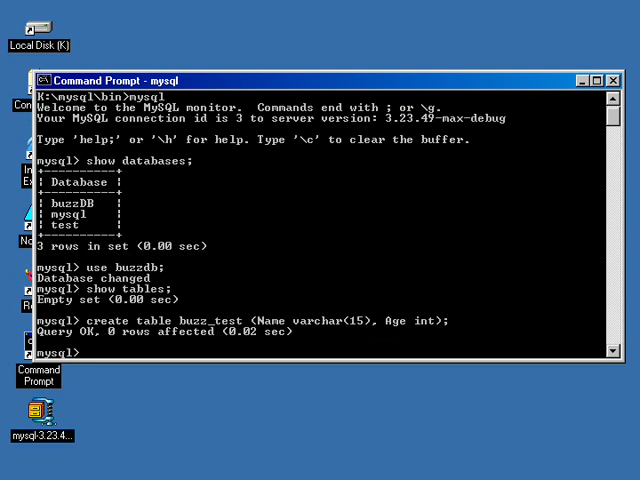 Local Disk (K)
Command Prompt - mysql
K:\mysql\bin>mysql
Welcome to the MySQL monitor.  Commands end with ; or \g.
Your MySQL connection id is 3 to server version: 3.23.49-max-debug
Type 'help;' or '\h' for help. Type '\c' to clear the buffer.
mysql> show databases;
+----------+
| Database |
+----------+
| buzzDB   |
| mysql    |
| test     |
+----------+
3 rows in set (0.00 sec)
mysql> use buzzdb;
Database changed
mysql> show tables;
Empty set (0.00 sec)
mysql> create table buzz_test (Name varchar(15), Age int);
Query OK, 0 rows affected (0.02 sec)
mysql>
Command
Prompt
mysql-3.23.4...